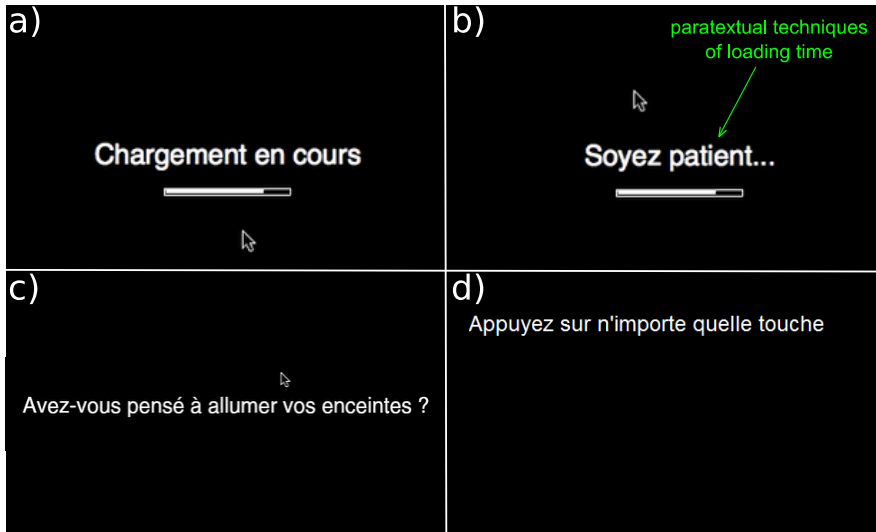 a)
Chargement en cours
b)
paratextual techniques
of loading time
Soyez patient...
c)
Avez-vous pensé à allumer vos enceintes ?
d)
Appuyez sur n'importe quelle touche